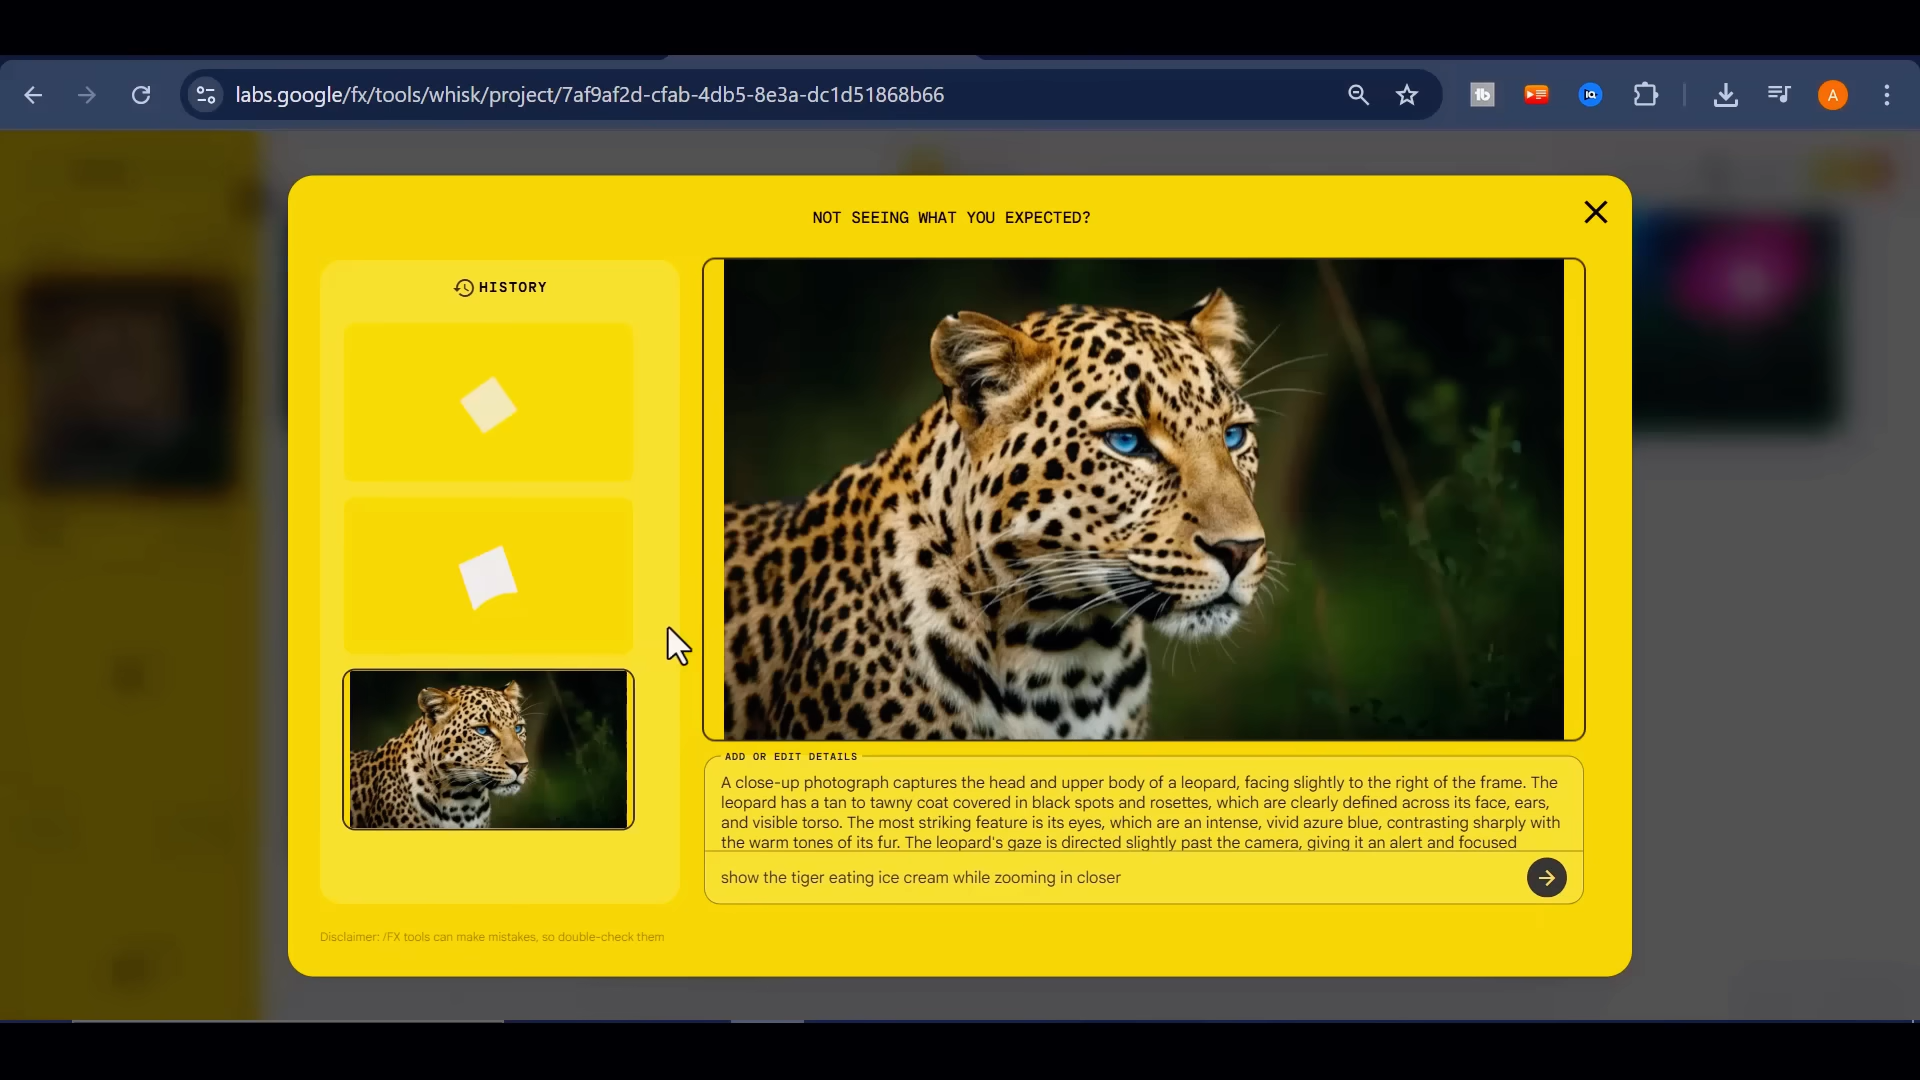 labs.google/fx/tools/whisk/project/7af9af2d-cfab-4db5-8e3a-dc1d51868b66
tb
IQ
A
NOT SEEING WHAT YOU EXPECTED?
HISTORY
ADD OR EDIT DETAILS
A close-up photograph captures the head and upper body of a leopard, facing slightly to the right of the frame. The
leopard has a tan to tawny coat covered in black spots and rosettes, which are clearly defined across its face, ears,
and visible torso. The most striking feature is its eyes, which are an intense, vivid azure blue, contrasting sharply with
the warm tones of its fur. The leopard's gaze is directed slightly past the camera, giving it an alert and focused
show the tiger eating ice cream while zooming in closer
Disclaimer: /FX tools can make mistakes, so double-check them